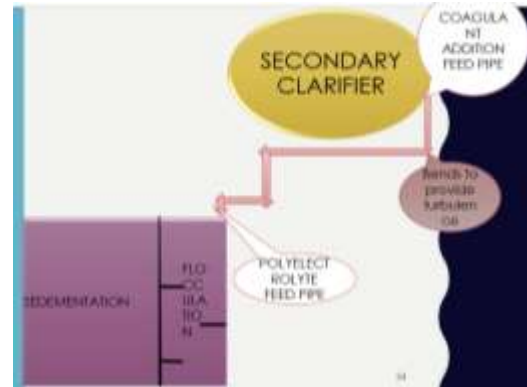 COAGULA
NT
ADDITION
FEED PIPE
SECONDARY
CLARIFIER
Bends to
provide
turbulen
ce
POLYELECT
ROLYTE
FEED PIPE
FLO
CC
ULA
TIO
N
SEDEMENTATION